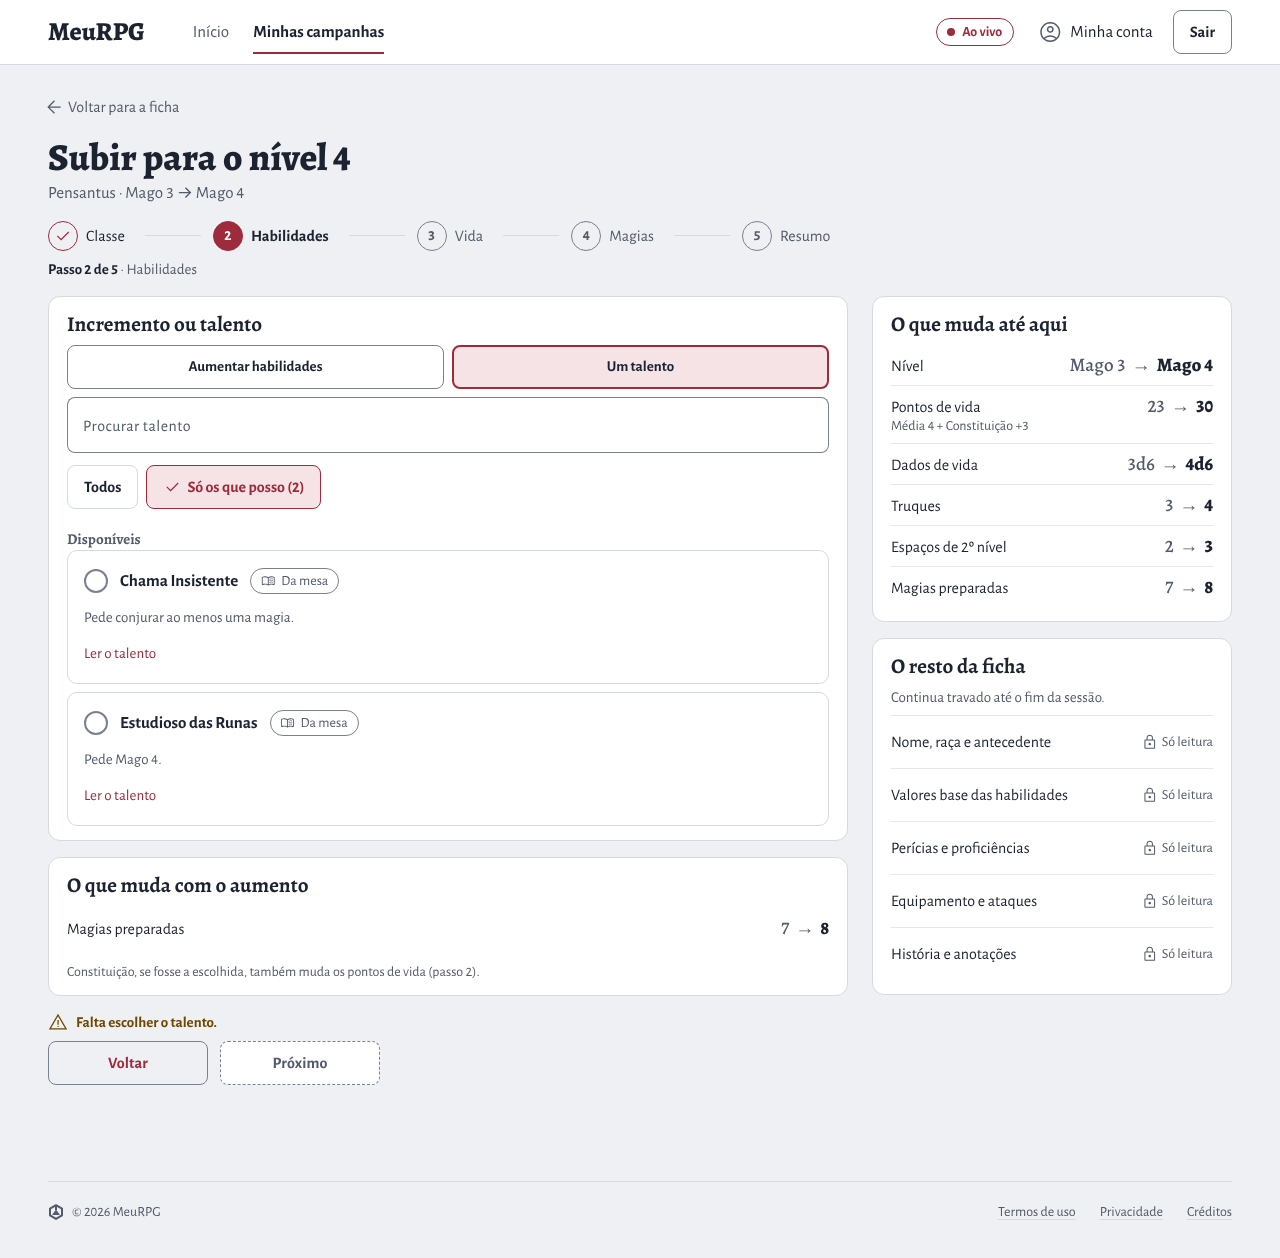 MeuRPG
Início
Minhas campanhas
Ao vivo
Minha conta
Sair
Voltar para a ficha
Subir para o nível 4
Pensantus · Mago 3 → Mago 4
Classe
2 Habilidades
3 Vida
4 Magias
5 Resumo
Passo 2 de 5 · Habilidades
Incremento ou talento
Aumentar habilidades
Um talento
Procurar talento
Todos
Só os que posso (2)
Disponíveis
Chama Insistente
Da mesa
Pede conjurar ao menos uma magia.
Ler o talento
Estudioso das Runas
Da mesa
Pede Mago 4.
Ler o talento
O que muda com o aumento
Magias preparadas 7 → 8
Constituição, se fosse a escolhida, também muda os pontos de vida (passo 2).
Falta escolher o talento.
Voltar
Próximo
O que muda até aqui
Nível Mago 3 → Mago 4
Pontos de vida 23 → 30
Média 4 + Constituição +3
Dados de vida 3d6 → 4d6
Truques 3 → 4
Espaços de 2º nível 2 → 3
Magias preparadas 7 → 8
O resto da ficha
Continua travado até o fim da sessão.
Nome, raça e antecedente Só leitura
Valores base das habilidades Só leitura
Perícias e proficiências Só leitura
Equipamento e ataques Só leitura
História e anotações Só leitura
© 2026 MeuRPG
Termos de uso
Privacidade
Créditos